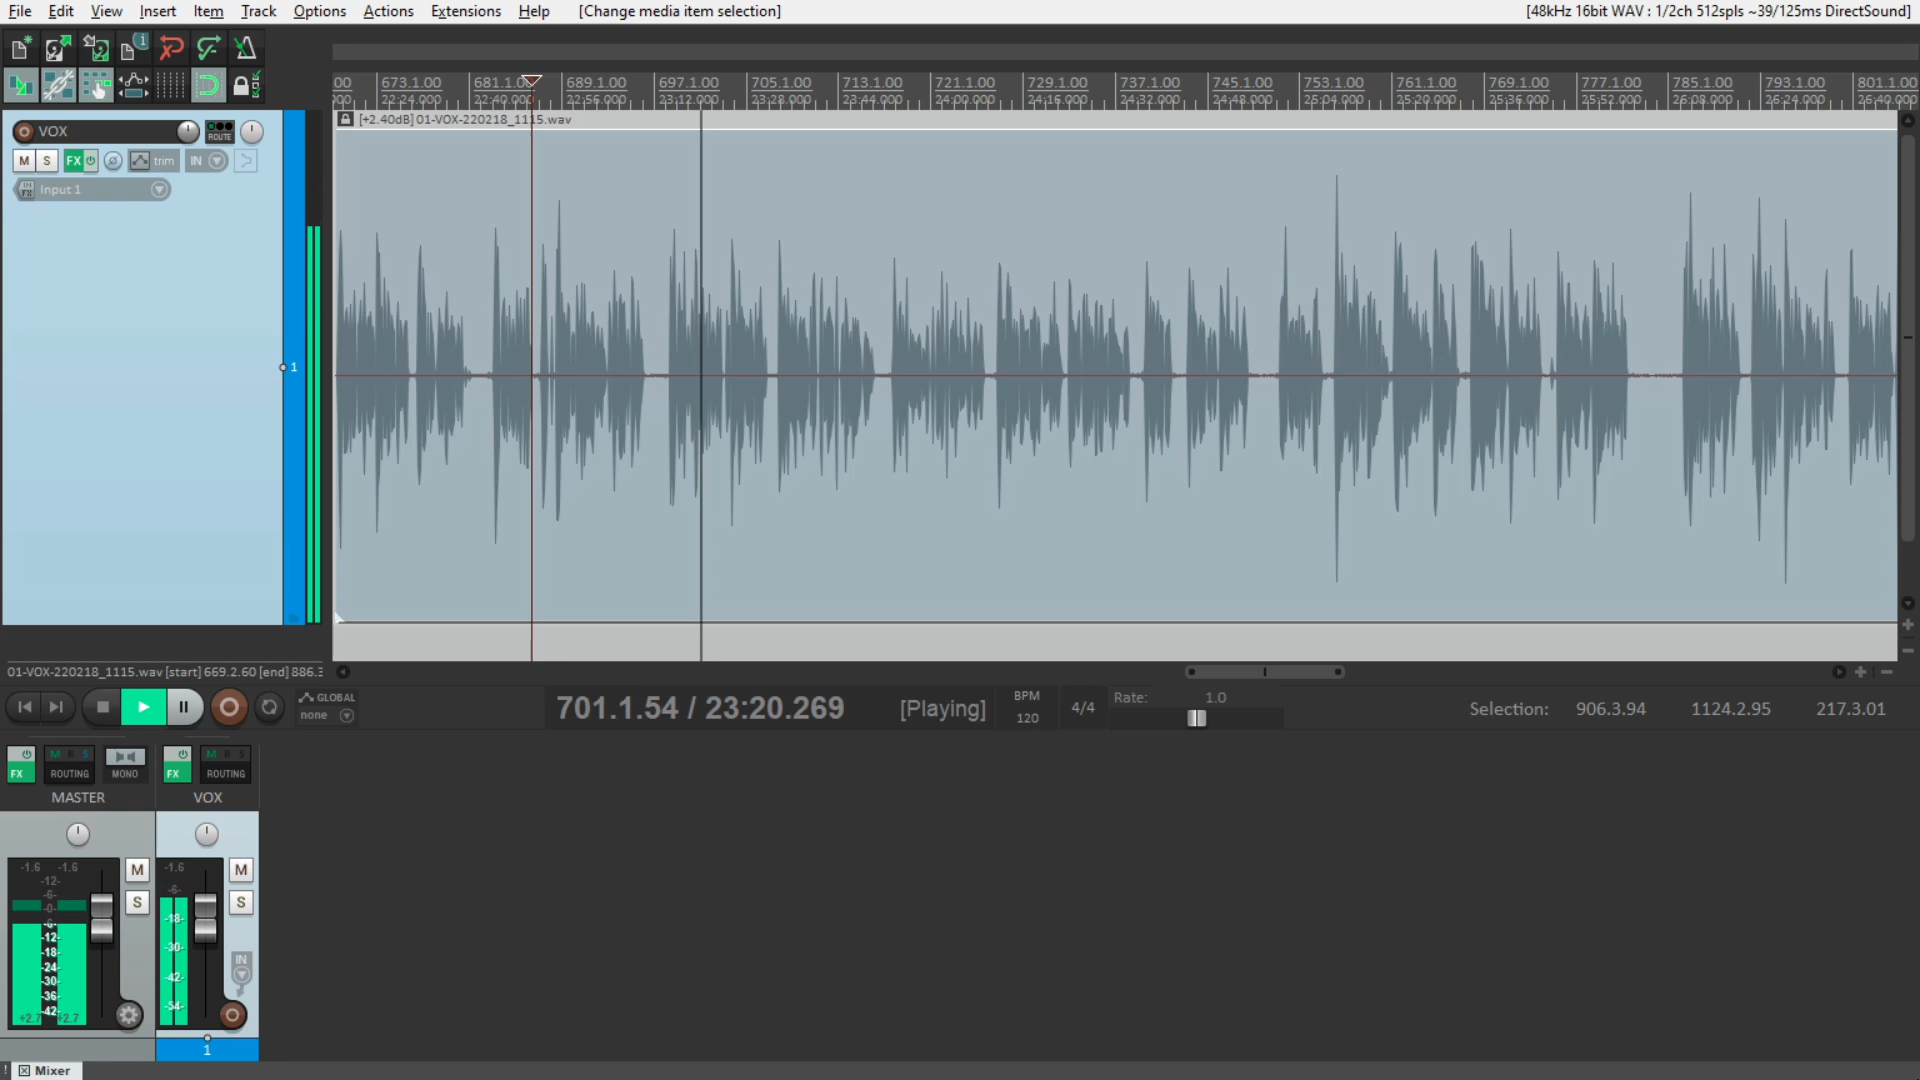 File Edit View Insert Item Track Options Actions Extensions Help [Change media item selection] [48kHz 16bit WAV : 1/2ch 512spls ~39/125ms DirectSound]
673.1.00 681.1.0 689.1.00 697.1.00 705.1.00 713.1.00 721.1.00 729.1.00 737.1.00 745.1.00 753.1.00 761.1.00 769.1.00 777.1.00 785.1.00 793.1.00 801.1.00
22:24.000 22:40.000 22:56.000 23:12.000 23:28.000 23:44.000 24:00.000 24:16.000 24:32.000 24:48.000 25:04.000 25:20.000 25:36.000 25:52.000 26:08.000 26:24.000 26:40.000
[+2.40dB] 01-VOX-220218_1115.wav
VOX ROUTE
M S FX trim IN
IN FX Input 1
1
01-VOX-220218_1115.wav [start] 669.2.60 [end] 886.3
GLOBAL
none
701.1.54 / 23:20.269 [Playing]
BPM
120
4/4
Rate: 1.0
Selection: 906.3.94 1124.2.95 217.3.01
FX M R S ROUTING MONO
MASTER
FX M R S ROUTING
VOX
-1.6 -1.6
-12-
-6-
-0-
-6-
-12-
-18-
-24-
-30-
-36-
-42-
+2.7 +2.7
M
S
-1.6
-6-
-18-
-30-
-42-
-54-
M
S
IN
1
! Mixer